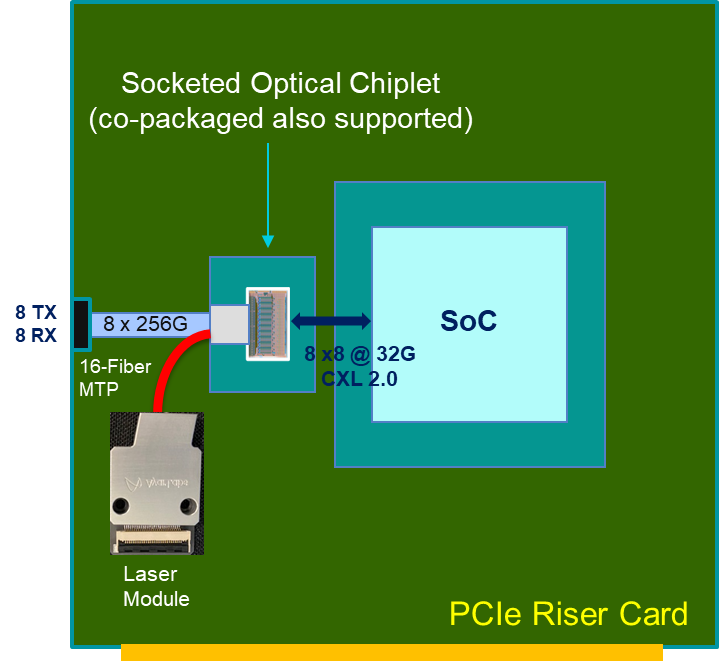 Socketed Optical Chiplet
(co-packaged also supported)
8 TX
8 RX
8 x 256G
16-Fiber
MTP
8 x8 @ 32G
CXL 2.0
SoC
Laser
Module
PCIe Riser Card